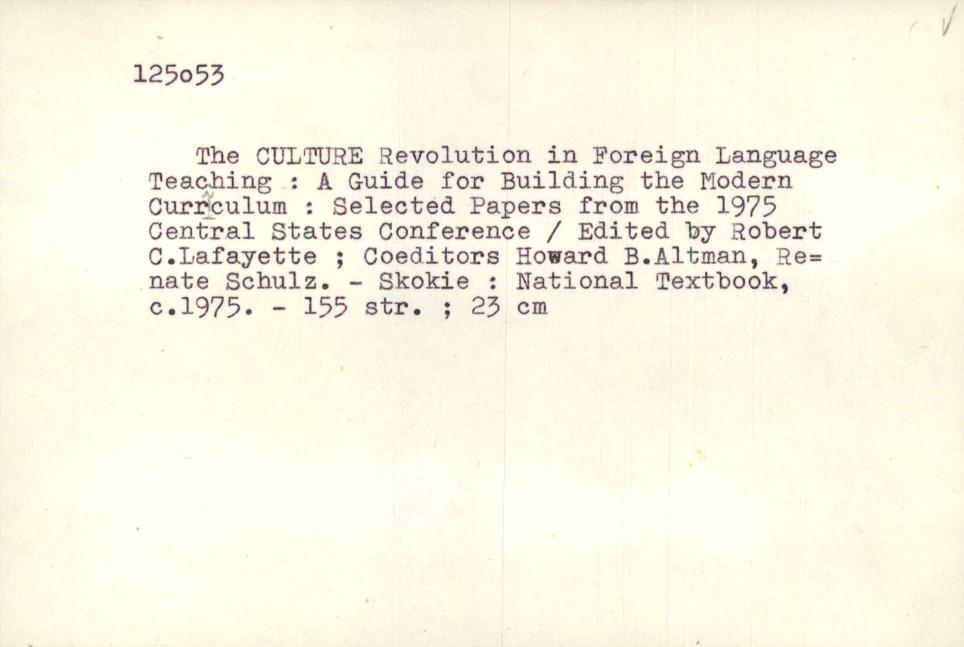 125o53
The CULTURE Revolution in Foreign Language
Teaching : A Guide for Building the Modern
Curriculum : Selected Papers from the 1975
Central States Conference / Edited by Robert
C.Lafayette ; Coeditors Howard B.Altman, Re=
nate Schulz. - Skokie : National Textbook,
c.1975. - 155 str. ; 23 cm